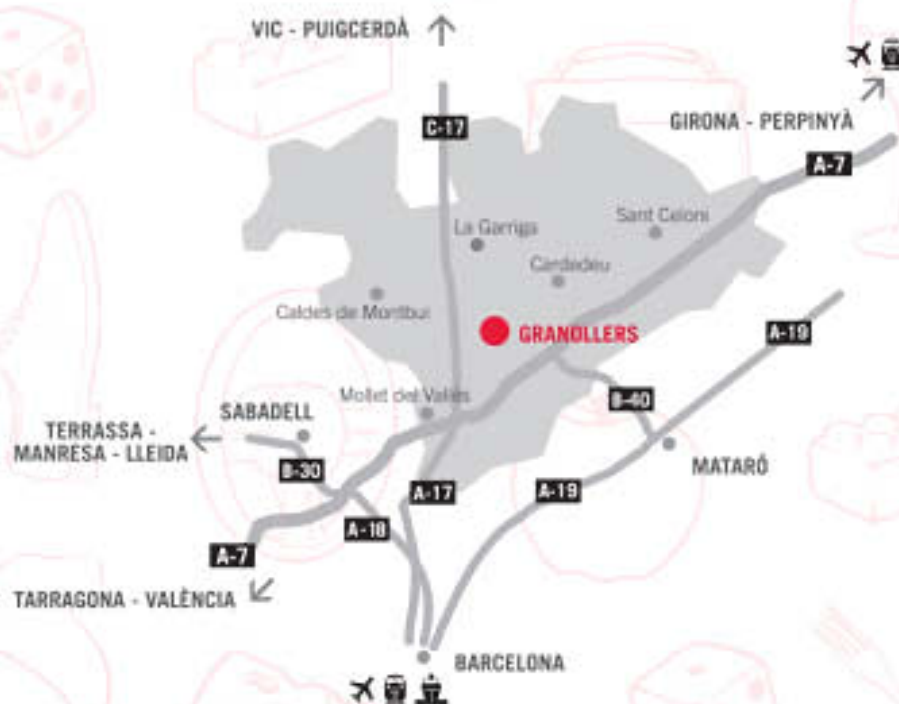 VIC - PUIGCERDÀ
GIRONA - PERPINYÀ
C-17
A-7
Sant Celoni
La Garriga
Cardedeu
Caldes de Montbui
GRANOLLERS
A-19
Mollet del Vallès
B-40
SABADELL
TERRASSA -
MANRESA - LLEIDA
MATARÓ
B-30
A-17
A-19
A-18
A-7
TARRAGONA - VALÈNCIA
BARCELONA